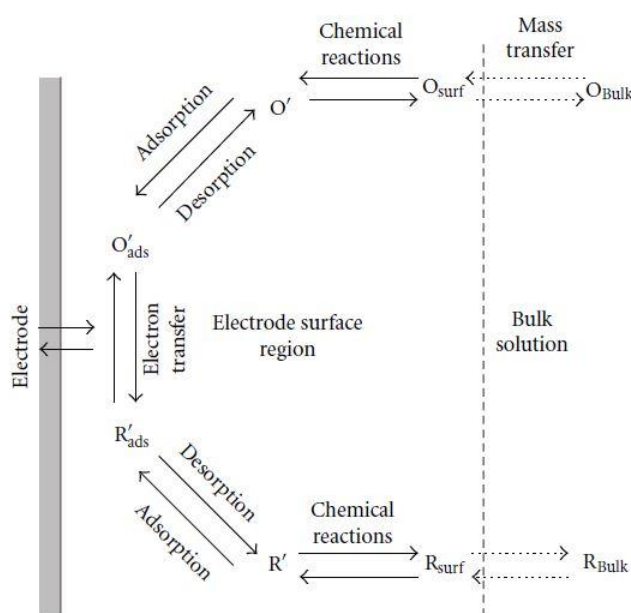 Chemical
reactions
Mass
transfer
O′
O_surf
O_Bulk
Adsorption
Desorption
O′_ads
Electrode
Electron
transfer
Electrode surface
region
Bulk
solution
R′_ads
Desorption
Adsorption
Chemical
reactions
R′
R_surf
R_Bulk